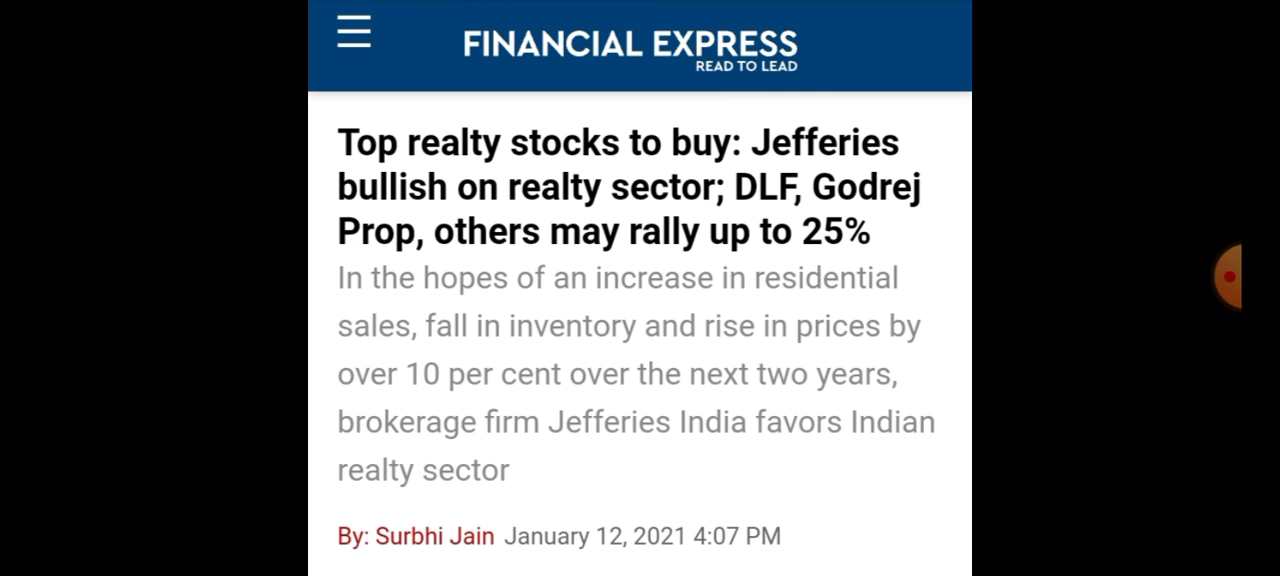 FINANCIAL EXPRESS
READ TO LEAD
Top realty stocks to buy: Jefferies
bullish on realty sector; DLF, Godrej
Prop, others may rally up to 25%
In the hopes of an increase in residential
sales, fall in inventory and rise in prices by
over 10 per cent over the next two years,
brokerage firm Jefferies India favors Indian
realty sector
By: Surbhi Jain January 12, 2021 4:07 PM